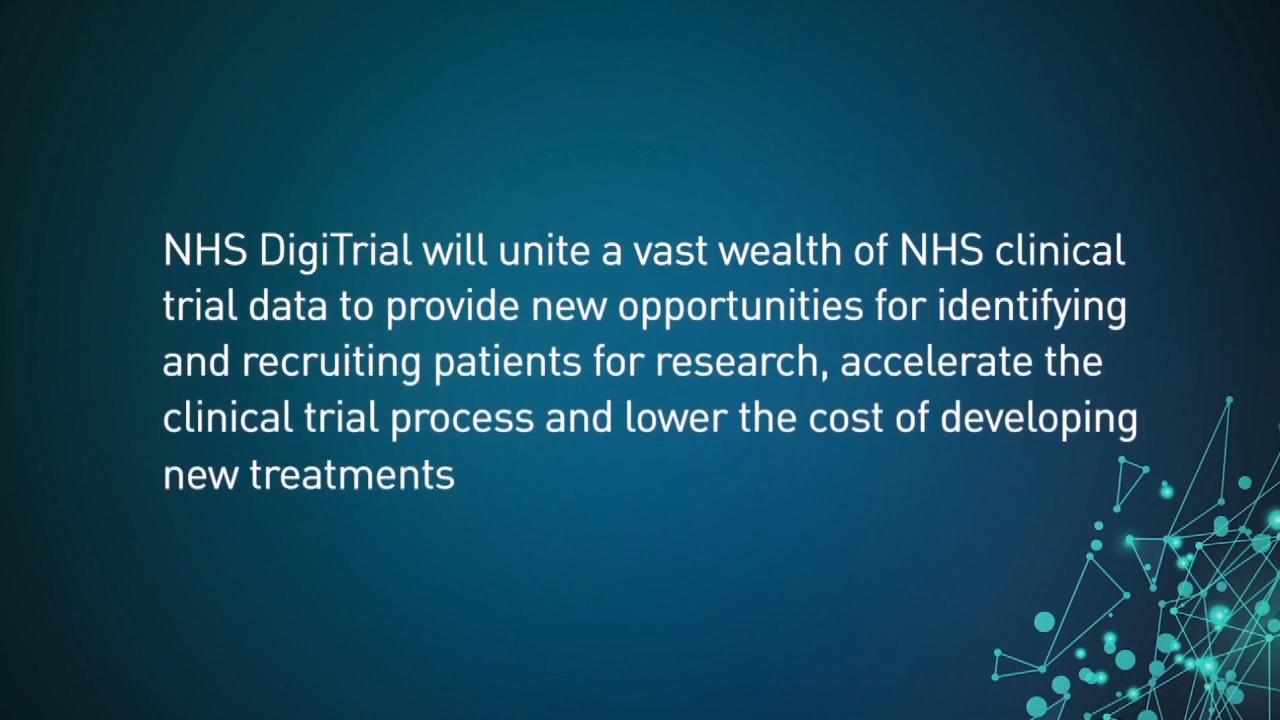 NHS DigiTrial will unite a vast wealth of NHS clinical
trial data to provide new opportunities for identifying
and recruiting patients for research, accelerate the
clinical trial process and lower the cost of developing
new treatments